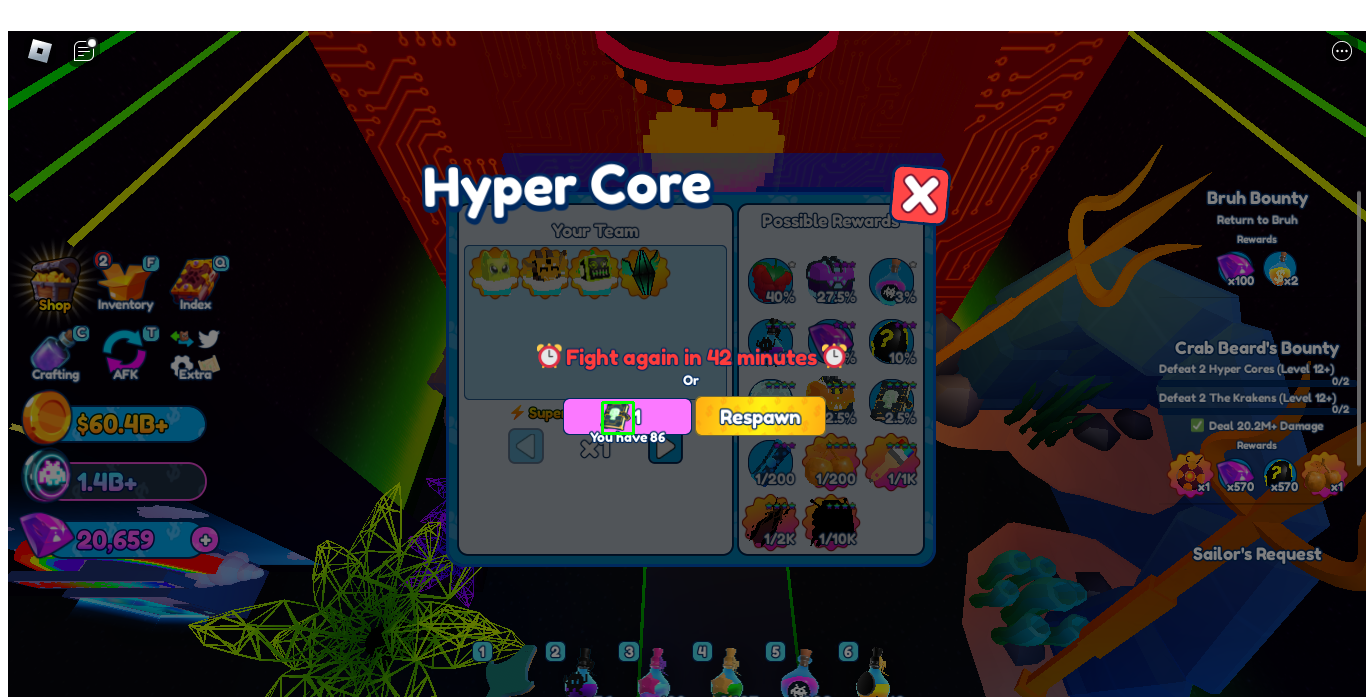 Hyper Core
Your Team
Possible Rewards
40%
27.5%
3%
10%
2.5%
2.5%
1/200
1/200
1/1K
1/2K
1/10K
Fight again in 42 minutes
Or
1
Respawn
You have 86
x1
2
F
Q
Shop
Inventory
Index
C
T
Crafting
AFK
Extra
$60.4B+
1.4B+
20,659
+
Bruh Bounty
Return to Bruh
Rewards
x100
x2
Crab Beard's Bounty
Defeat 2 Hyper Cores (Level 12+)
0/2
Defeat 2 The Krakens (Level 12+)
0/2
Deal 20.2M+ Damage
Rewards
x1
x570
x570
x1
Sailor's Request
1
2
3
4
5
6